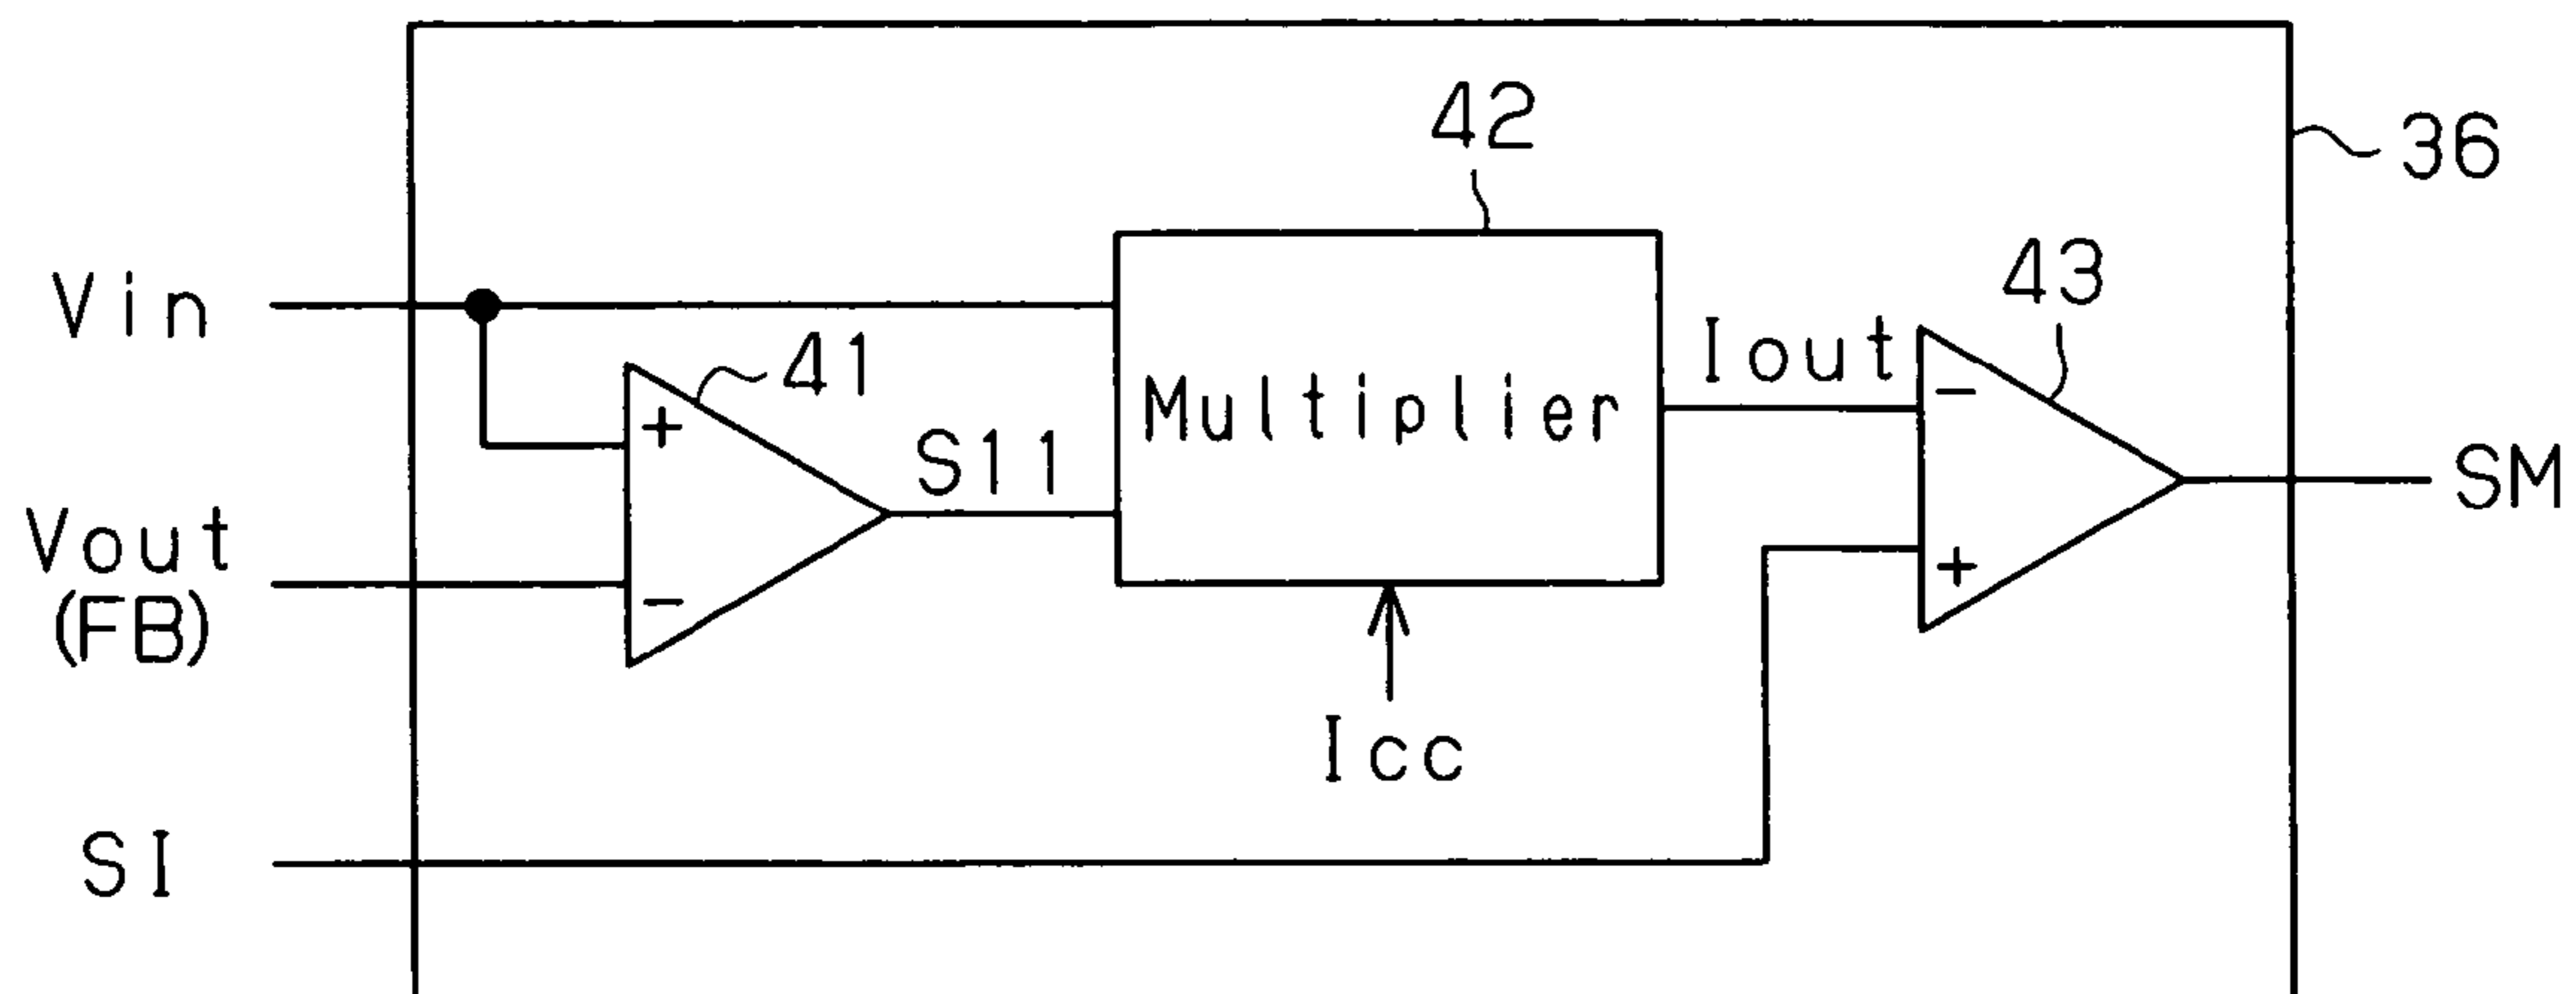 42
36
Vin
41
43
Iout
Multiplier
+
-
S11
-
+
SM
Vout
(FB)
Icc
SI